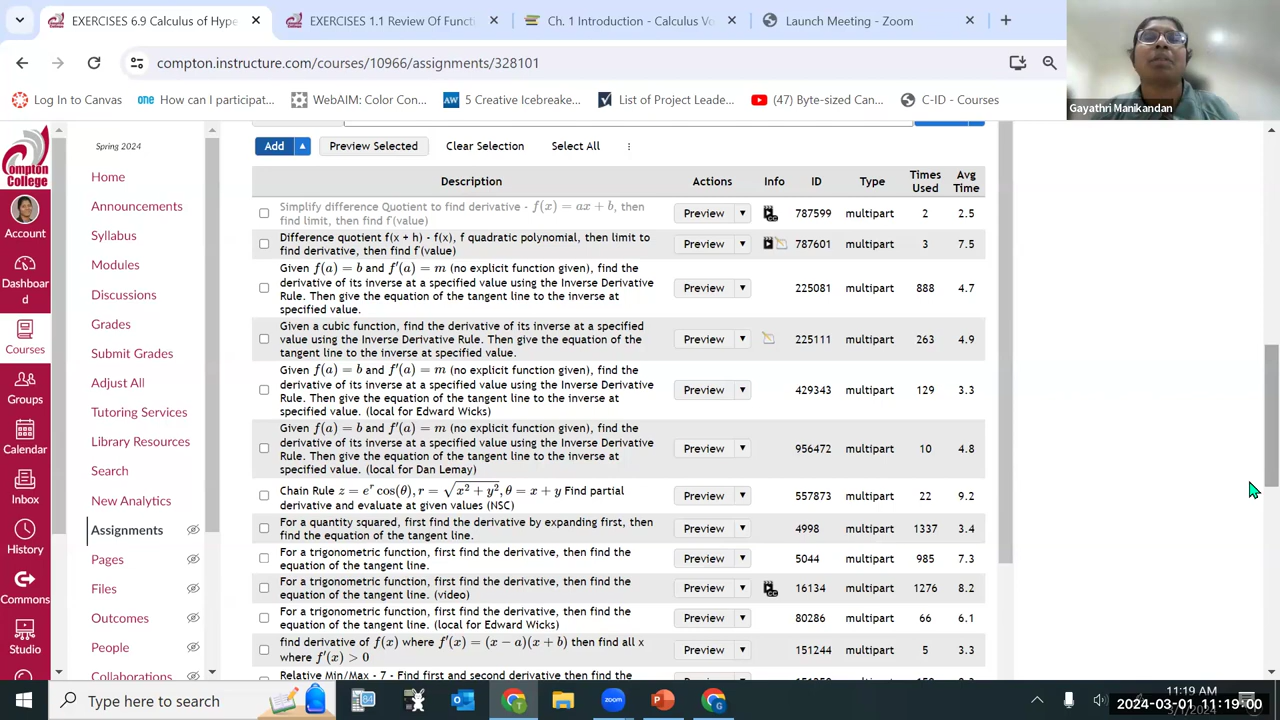 EXERCISES 6.9 Calculus of Hype
EXERCISES 1.1 Review Of Functi
Ch. 1 Introduction - Calculus Vo
Launch Meeting - Zoom
compton.instructure.com/courses/10966/assignments/328101
Log In to Canvas
one How can I participat...
WebAIM: Color Con...
AW 5 Creative Icebreake...
List of Project Leade...
(47) Byte-sized Can...
C-ID - Courses
Gayathri Manikandan
Compton
COLLEGE
Account
Dashboar
d
Courses
Groups
Calendar
Inbox
History
Commons
Studio
Spring 2024
Home
Announcements
Syllabus
Modules
Discussions
Grades
Submit Grades
Adjust All
Tutoring Services
Library Resources
Search
New Analytics
Assignments
Pages
Files
Outcomes
People
Collaborations
Add
Preview Selected
Clear Selection
Select All
Description Actions Info ID Type Times Used Avg Time
Simplify difference Quotient to find derivative - f(x) = ax + b, then
find limit, then find f'(value)
Preview 787599 multipart 2 2.5
Difference quotient f(x + h) - f(x), f quadratic polynomial, then limit to
find derivative, then find f'(value)
Preview 787601 multipart 3 7.5
Given f(a) = b and f′(a) = m (no explicit function given), find the
derivative of its inverse at a specified value using the Inverse Derivative
Rule. Then give the equation of the tangent line to the inverse at
specified value.
Preview 225081 multipart 888 4.7
Given a cubic function, find the derivative of its inverse at a specified
value using the Inverse Derivative Rule. Then give the equation of the
tangent line to the inverse at specified value.
Preview 225111 multipart 263 4.9
Given f(a) = b and f′(a) = m (no explicit function given), find the
derivative of its inverse at a specified value using the Inverse Derivative
Rule. Then give the equation of the tangent line to the inverse at
specified value. (local for Edward Wicks)
Preview 429343 multipart 129 3.3
Given f(a) = b and f′(a) = m (no explicit function given), find the
derivative of its inverse at a specified value using the Inverse Derivative
Rule. Then give the equation of the tangent line to the inverse at
specified value. (local for Dan Lemay)
Preview 956472 multipart 10 4.8
Chain Rule z = e^r cos(θ), r = √(x² + y²), θ = x + y Find partial
derivative and evaluate at given values (NSC)
Preview 557873 multipart 22 9.2
For a quantity squared, first find the derivative by expanding first, then
find the equation of the tangent line.
Preview 4998 multipart 1337 3.4
For a trigonometric function, first find the derivative, then find the
equation of the tangent line.
Preview 5044 multipart 985 7.3
For a trigonometric function, first find the derivative, then find the
equation of the tangent line. (video)
Preview 16134 multipart 1276 8.2
For a trigonometric function, first find the derivative, then find the
equation of the tangent line. (local for Edward Wicks)
Preview 80286 multipart 66 6.1
find derivative of f(x) where f′(x) = (x − a)(x + b) then find all x
where f′(x) > 0
Preview 151244 multipart 5 3.3
Relative Min/Max - 7 - Find first and second derivative then find the
Type here to search
11:19 AM
2024-03-01 11:19:00